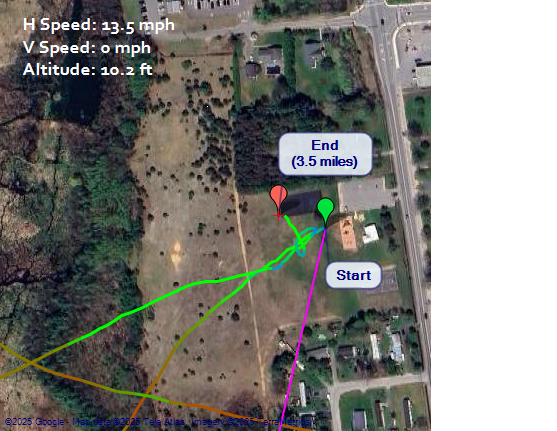 H Speed: 13.5 mph
V Speed: 0 mph
Altitude: 10.2 ft
End
(3.5 miles)
Start
©2025 Google - Map data ©2025 Tele Atlas, Imagery ©2025 TerraMetrics